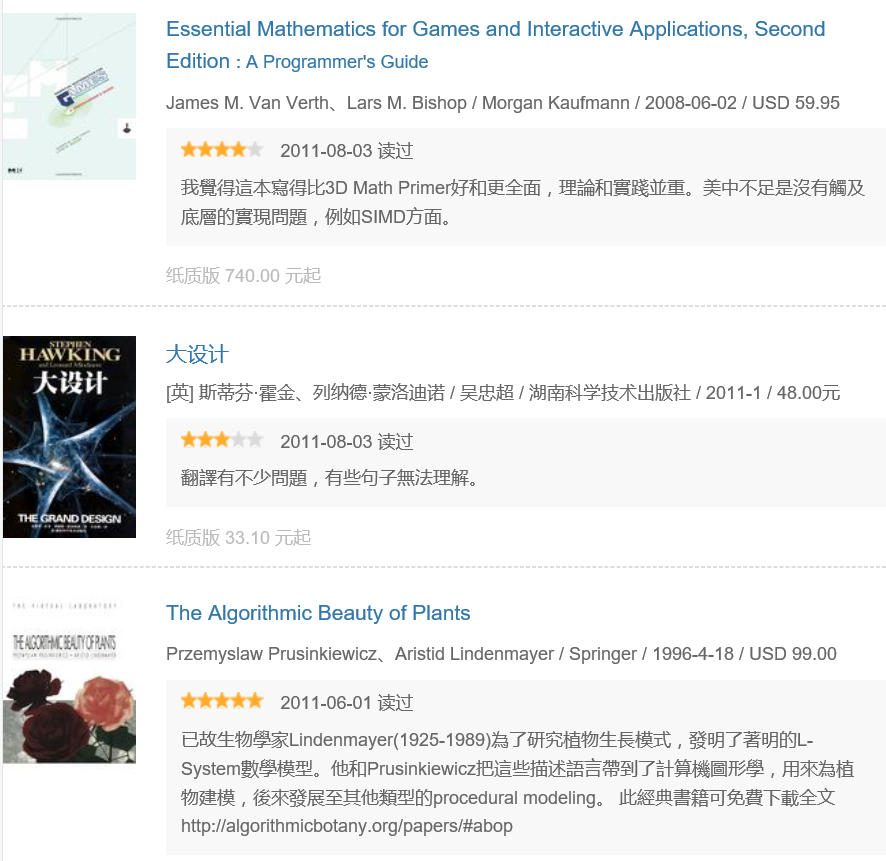 Essential Mathematics for Games and Interactive Applications, Second
Edition : A Programmer's Guide
James M. Van Verth、Lars M. Bishop / Morgan Kaufmann / 2008-06-02 / USD 59.95
2011-08-03 读过
我覺得這本寫得比3D Math Primer好和更全面，理論和實踐並重。美中不足是沒有觸及
底層的實現問題，例如SIMD方面。
纸质版 740.00 元起
STEPHEN
HAWKING
and Leonard Mlodinow
大设计
THE GRAND DESIGN
大设计
[英] 斯蒂芬·霍金、列纳德·蒙洛迪诺 / 吴忠超 / 湖南科学技术出版社 / 2011-1 / 48.00元
2011-08-03 读过
翻譯有不少問題，有些句子無法理解。
纸质版 33.10 元起
THE VIRTUAL LABORATORY
THE ALGORITHMIC BEAUTY OF PLANTS
PRZEMYSLAW PRUSINKIEWICZ • ARISTID LINDENMAYER
The Algorithmic Beauty of Plants
Przemyslaw Prusinkiewicz、Aristid Lindenmayer / Springer / 1996-4-18 / USD 99.00
2011-06-01 读过
已故生物學家Lindenmayer(1925-1989)為了研究植物生長模式，發明了著明的L-
System數學模型。他和Prusinkiewicz把這些描述語言帶到了計算機圖形學，用來為植
物建模，後來發展至其他類型的procedural modeling。 此經典書籍可免費下載全文
http://algorithmicbotany.org/papers/#abop